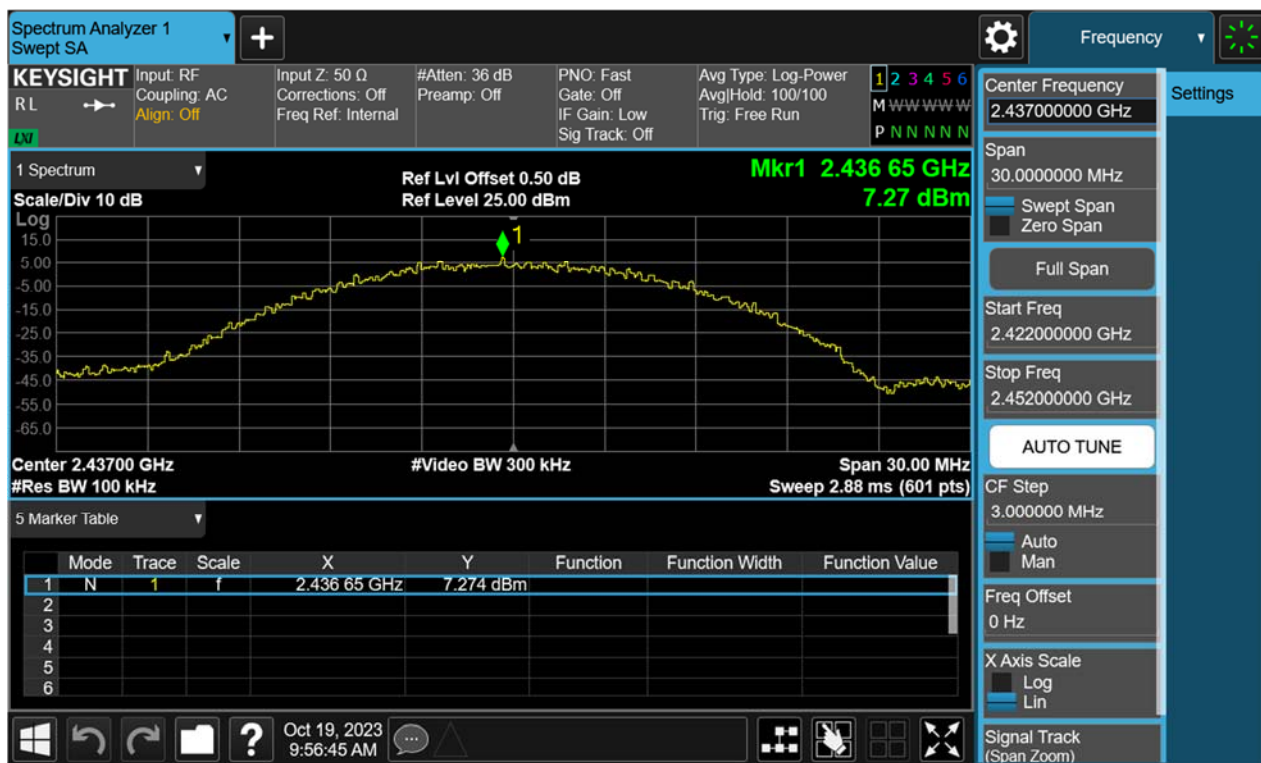 Spectrum Analyzer 1
Swept SA
Frequency
KEYSIGHT
RL
LXI
Input: RF
Coupling: AC
Align: Off
Input Z: 50 Ω
Corrections: Off
Freq Ref: Internal
#Atten: 36 dB
Preamp: Off
PNO: Fast
Gate: Off
IF Gain: Low
Sig Track: Off
Avg Type: Log-Power
Avg|Hold: 100/100
Trig: Free Run
1 2 3 4 5 6
M W W W W W
P N N N N N
1 Spectrum
Scale/Div 10 dB
Ref Lvl Offset 0.50 dB
Ref Level 25.00 dBm
Mkr1 2.436 65 GHz
7.27 dBm
Log
15.0
5.00
-5.00
-15.0
-25.0
-35.0
-45.0
-55.0
-65.0
1
Center 2.43700 GHz
#Video BW 300 kHz
Span 30.00 MHz
#Res BW 100 kHz
Sweep 2.88 ms (601 pts)
5 Marker Table
Mode Trace Scale X Y Function Function Width Function Value
1 N 1 f 2.436 65 GHz 7.274 dBm
2
3
4
5
6
Oct 19, 2023
9:56:45 AM
Center Frequency
2.437000000 GHz
Settings
Span
30.0000000 MHz
Swept Span
Zero Span
Full Span
Start Freq
2.422000000 GHz
Stop Freq
2.452000000 GHz
AUTO TUNE
CF Step
3.000000 MHz
Auto
Man
Freq Offset
0 Hz
X Axis Scale
Log
Lin
Signal Track
(Span Zoom)